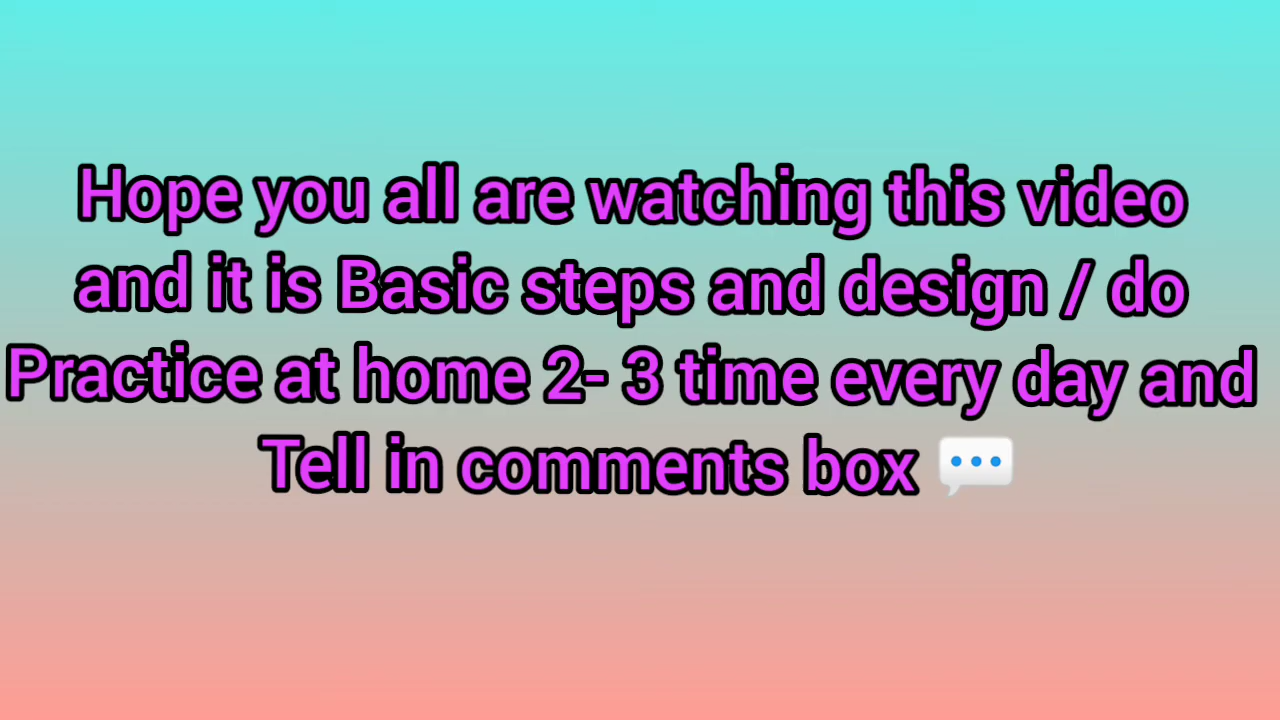 Hope you all are watching this video
and it is Basic steps and design / do
Practice at home 2- 3 time every day and
Tell in comments box 💬